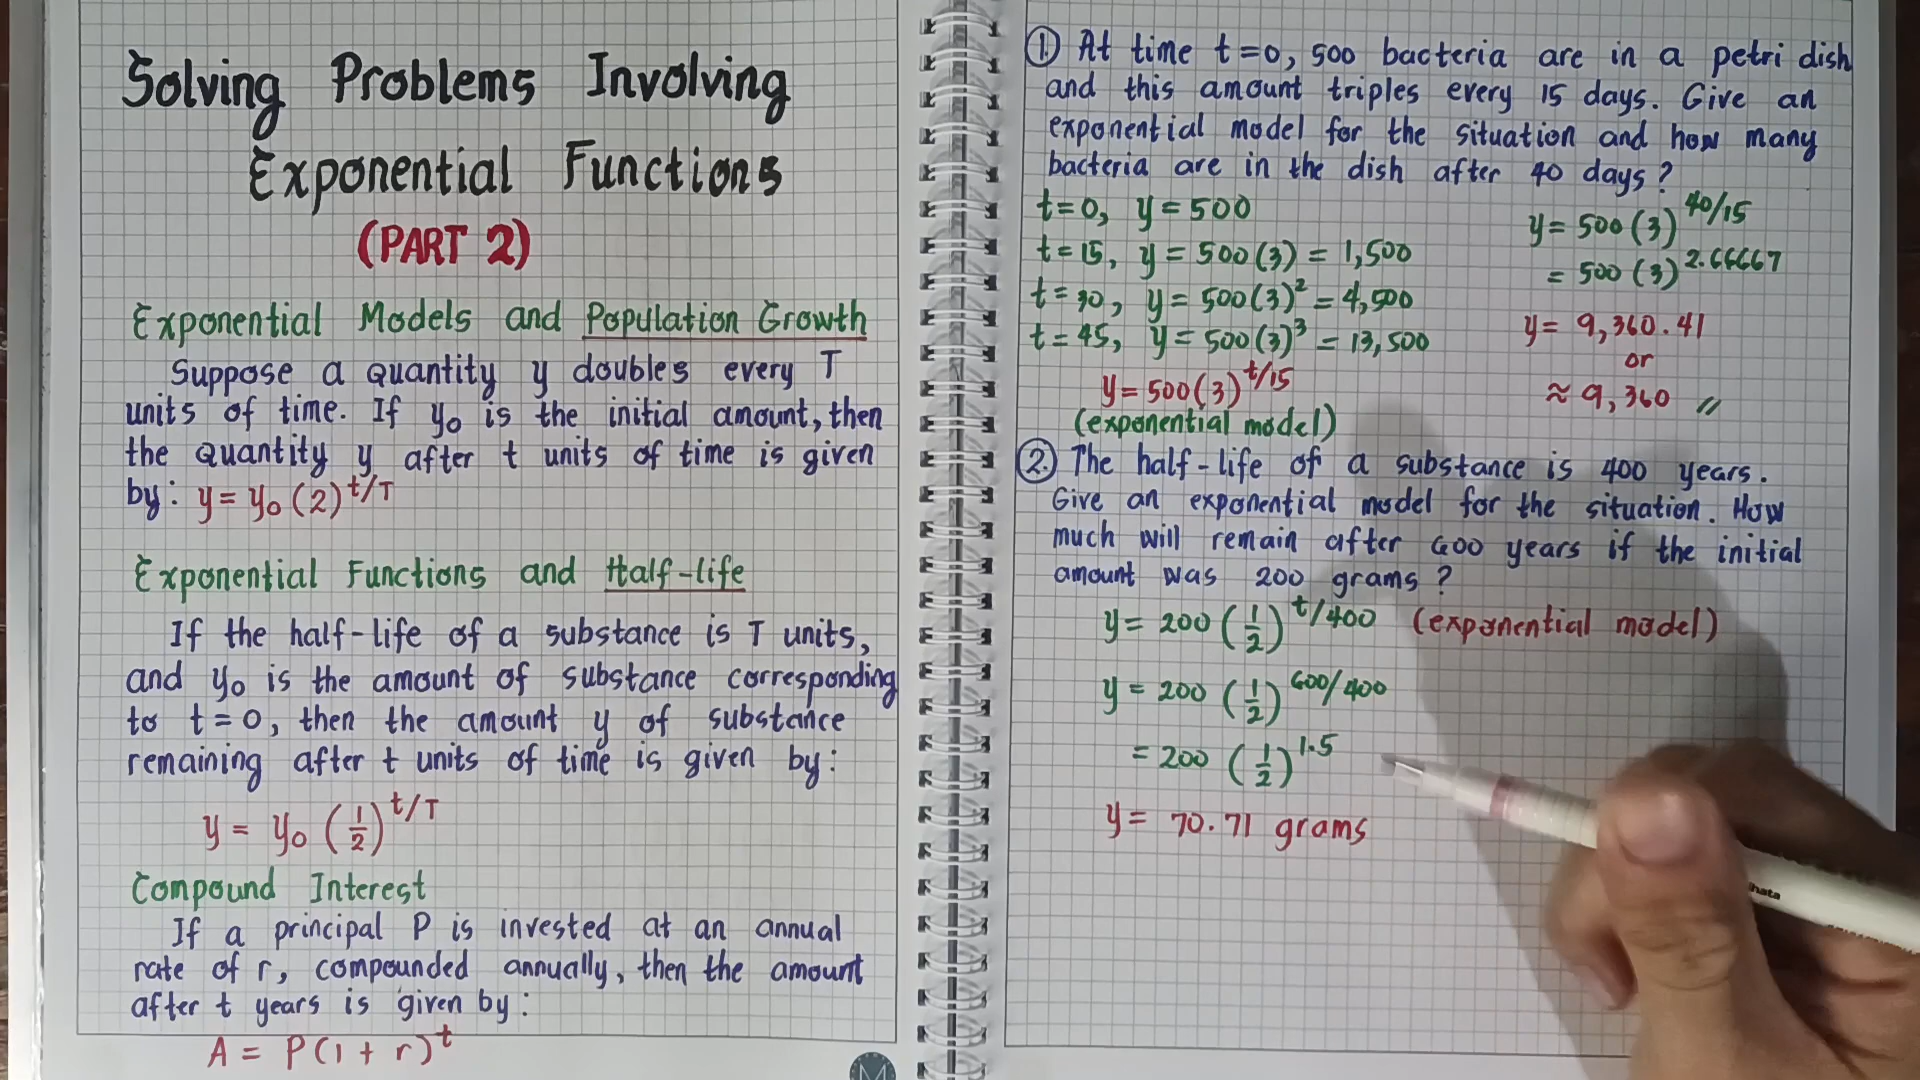 Solving Problems Involving
Exponential Functions
(PART 2)
Exponential Models and Population Growth
Suppose a quantity y doubles every T
units of time. If y₀ is the initial amount, then
the quantity y after t units of time is given
by: y = y₀ (2)^t/T
Exponential Functions and Half-life
If the half-life of a substance is T units,
and y₀ is the amount of substance corresponding
to t = 0, then the amount y of substance
remaining after t units of time is given by:
y = y₀ (1/2)^t/T
Compound Interest
If a principal P is invested at an annual
rate of r, compounded annually, then the amount
after t years is given by:
A = P(1 + r)^t
M
① At time t = 0, 500 bacteria are in a petri dish
and this amount triples every 15 days. Give an
exponential model for the situation and how many
bacteria are in the dish after 40 days?
t = 0, y = 500
t = 15, y = 500(3) = 1,500
t = 30, y = 500(3)² = 4,500
t = 45, y = 500(3)³ = 13,500
y = 500(3)^t/15
(exponential model)
y = 500(3)^40/15
= 500(3)^2.66667
y = 9,360.41
or
≈ 9,360 //
② The half-life of a substance is 400 years.
Give an exponential model for the situation. How
much will remain after 600 years if the initial
amount was 200 grams?
y = 200 (1/2)^t/400 (exponential model)
y = 200 (1/2)^600/400
= 200 (1/2)^1.5
y = 70.71 grams